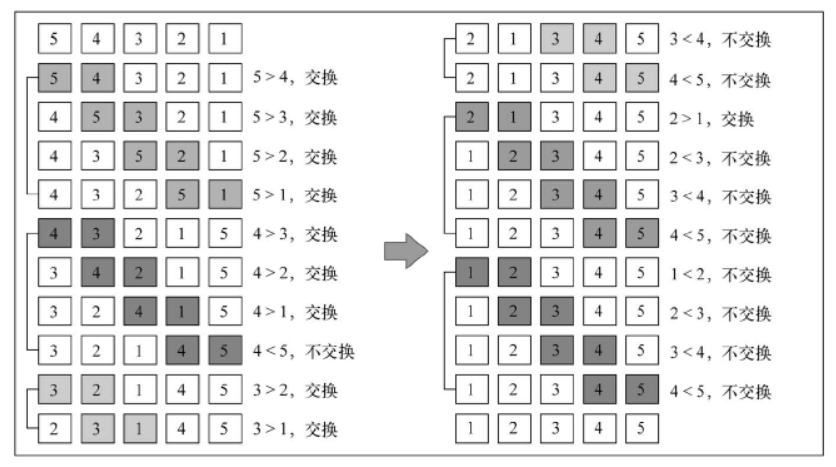 5 4 3 2 1
5 4 3 2 1 5 > 4，交换
4 5 3 2 1 5 > 3，交换
4 3 5 2 1 5 > 2，交换
4 3 2 5 1 5 > 1，交换
4 3 2 1 5 4 > 3，交换
3 4 2 1 5 4 > 2，交换
3 2 4 1 5 4 > 1，交换
3 2 1 4 5 4 < 5，不交换
3 2 1 4 5 3 > 2，交换
2 3 1 4 5 3 > 1，交换
2 1 3 4 5 3 < 4，不交换
2 1 3 4 5 4 < 5，不交换
2 1 3 4 5 2 > 1，交换
1 2 3 4 5 2 < 3，不交换
1 2 3 4 5 3 < 4，不交换
1 2 3 4 5 4 < 5，不交换
1 2 3 4 5 1 < 2，不交换
1 2 3 4 5 2 < 3，不交换
1 2 3 4 5 3 < 4，不交换
1 2 3 4 5 4 < 5，不交换
1 2 3 4 5